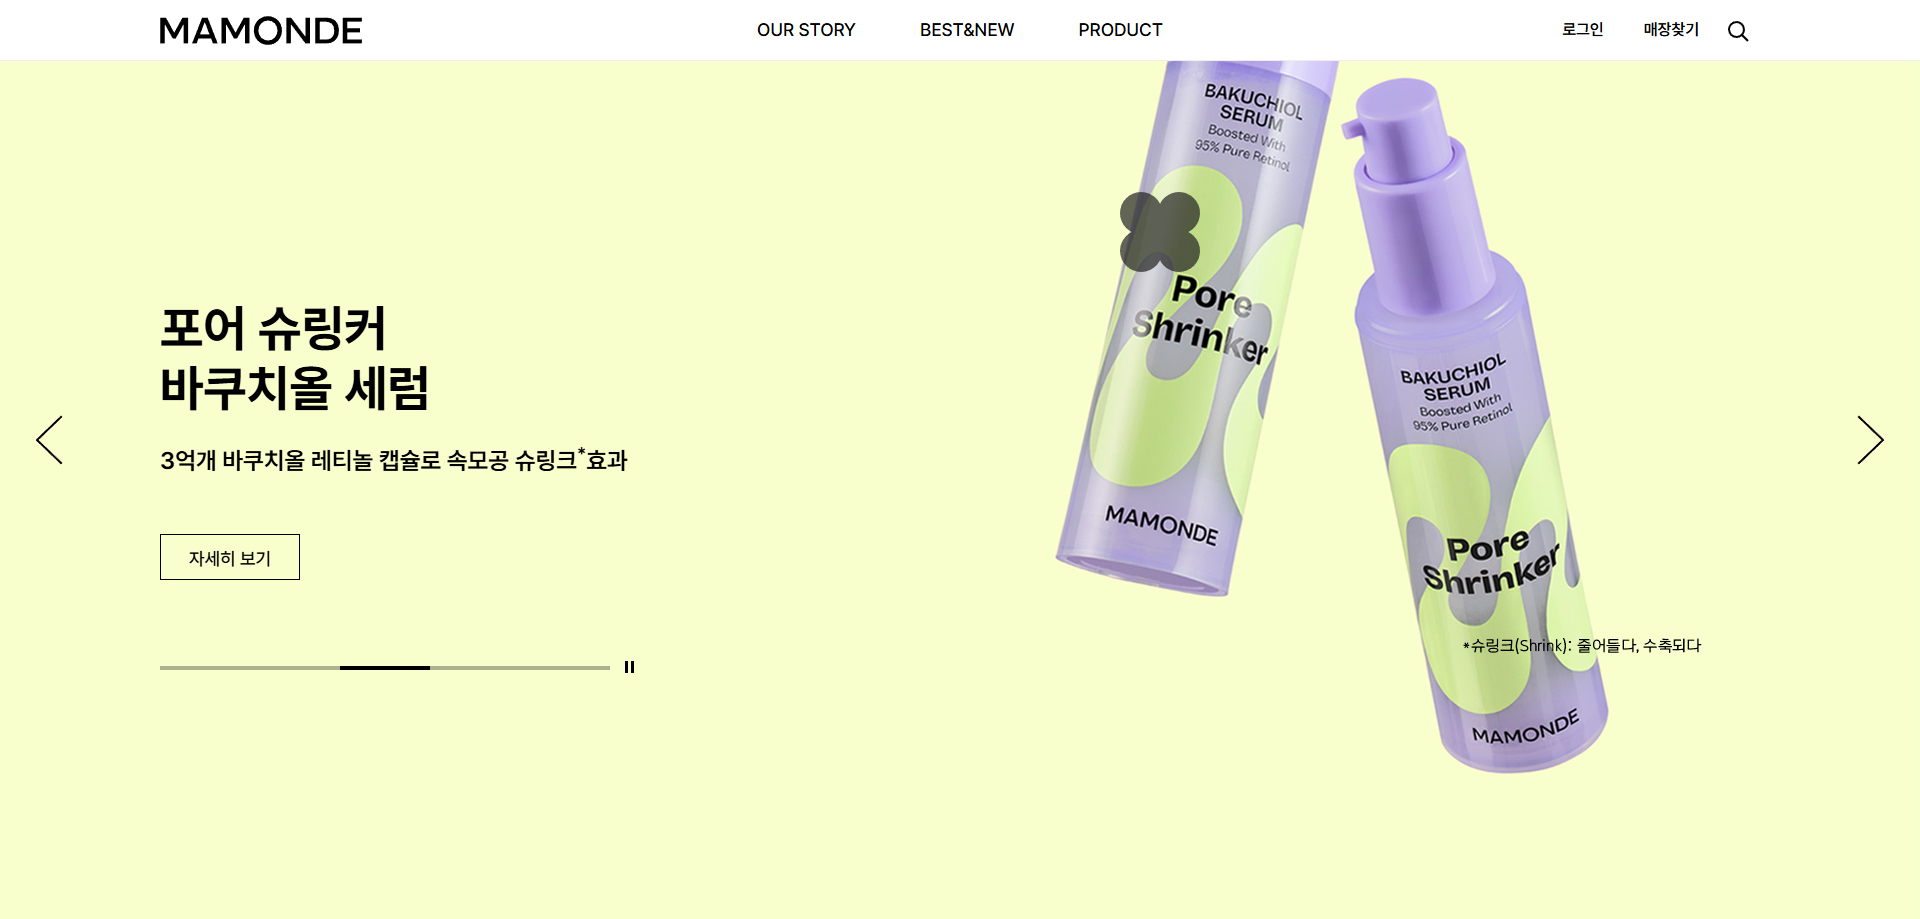 MAMONDE
OUR STORY
BEST&NEW
PRODUCT
로그인
매장찾기
포어 슈링커
바쿠치올 세럼
3억개 바쿠치올 레티놀 캡슐로 속모공 슈링크*효과
자세히 보기
BAKUCHIOL
SERUM
Boosted With
95% Pure Retinol
Pore
Shrinker
MAMONDE
BAKUCHIOL
SERUM
Boosted With
95% Pure Retinol
Pore
Shrinker
MAMONDE
*슈링크(Shrink): 줄어들다, 수축되다